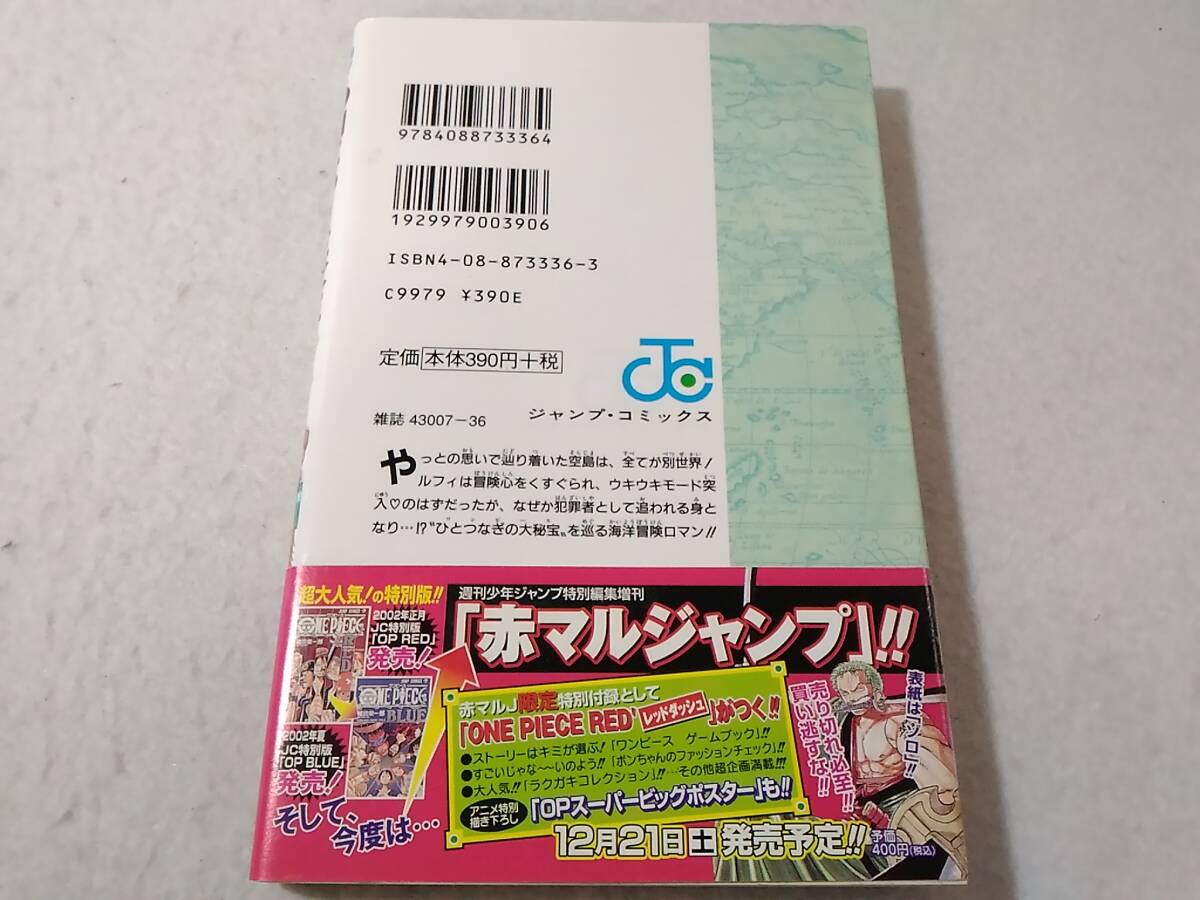 9784088733364
1929979003906
ISBN4-08-873336-3
C9979 ¥390E
定価 本体390円+税
ジャンプ・コミックス
雑誌 43007-36
やっとの思いで辿り着いた空島は、全てが別世界!
ルフィは冒険心をくすぐられ、ウキウキモード突
入♡のはずだったが、なぜか犯罪者として追われる身と
なり…!?〝ひとつなぎの大秘宝〟を巡る海洋冒険ロマン!!
超大人気!の特別版!!
2002年正月
JC特別版
「OP RED」
発売!
ONE PIECE
RED
ONE PIECE
BLUE
2002年夏
JC特別版
「OP BLUE」
発売!
そして、
今度は…
週刊少年ジャンプ特別編集増刊
「赤マルジャンプ」!!
赤マルJ限定特別付録として
「ONE PIECE RED' レッドダッシュ」がつく!!
●ストーリーはキミが選ぶ!「ワンピース ゲームブック」!!
●すごいじゃな〜いのよう!!「ボンちゃんのファッションチェック」!!
●大人気!!「ラクガキコレクション」!!…その他超企画満載!!!
アニメ特別
描き下ろし
「OPスーパービッグポスター」も!!
12月21日土発売予定!!
予価
400円(税込)
表紙は「ゾロ」!!
売り切れ必至!!
買い逃すな!!